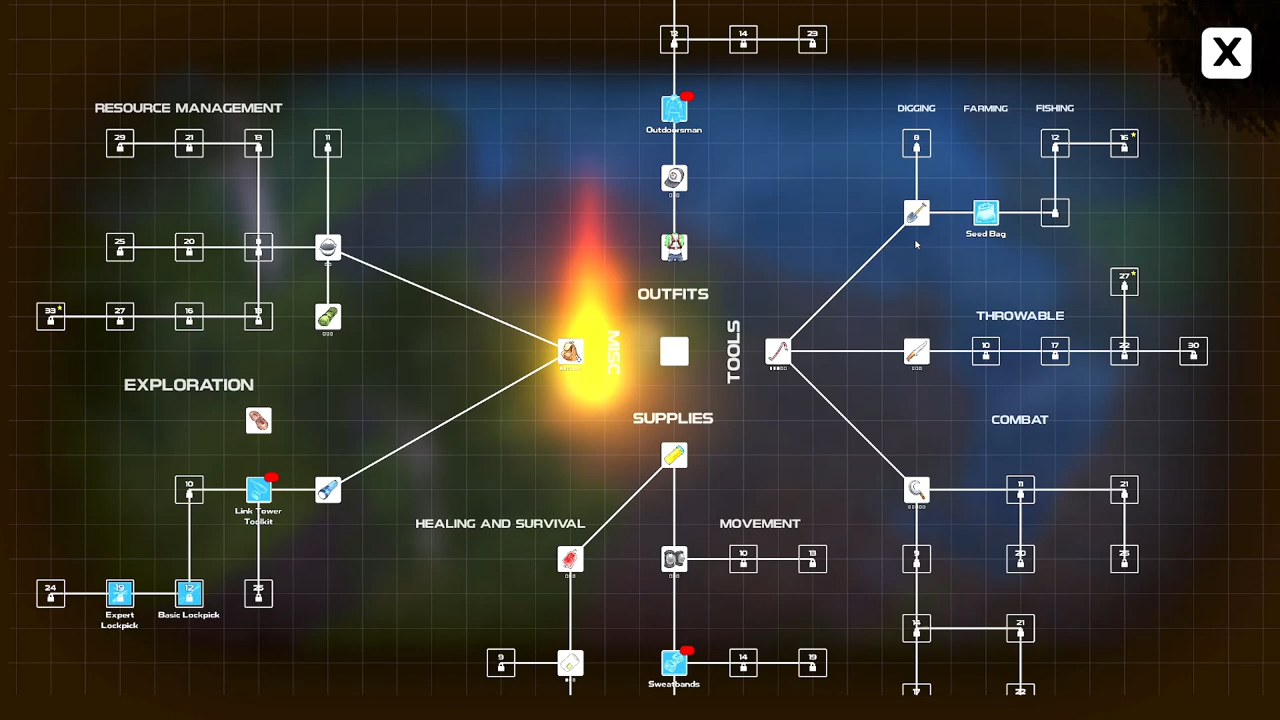 12 14 23
X
RESOURCE MANAGEMENT
DIGGING FARMING FISHING
Outdoorsman
29 21 13 11
8 12 16
Seed Bag
25 20
27
OUTFITS
THROWABLE
33 27 16 13
MISC
TOOLS
10 17 22 30
EXPLORATION
SUPPLIES
COMBAT
10
Link Tower
Toolkit
11 21
HEALING AND SURVIVAL
MOVEMENT
10 13
9 20
24 19 12
Expert
Lockpick
Basic Lockpick
14 21
9
14 19
Sweatbands
17 22